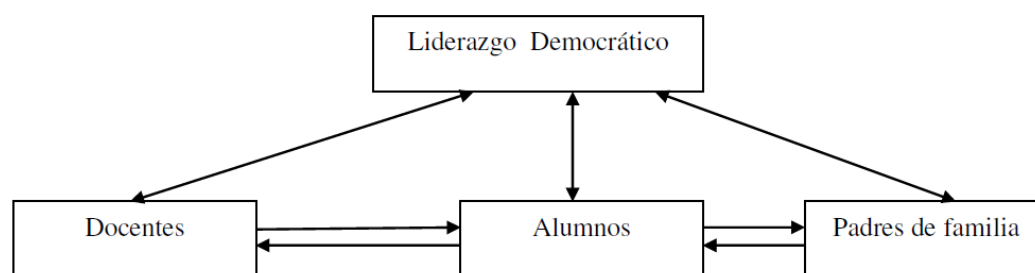 Liderazgo Democrático
Docentes
Alumnos
Padres de familia